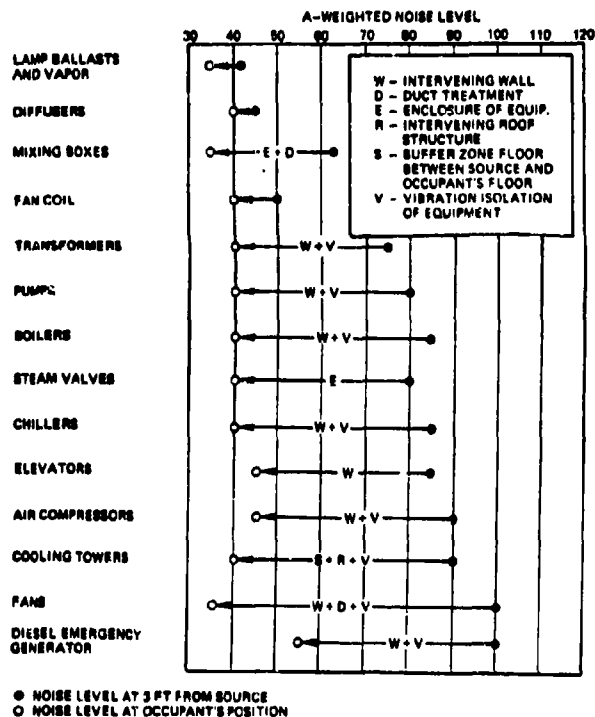 A-WEIGHTED NOISE LEVEL
30 40 50 60 70 80 90 100 110 120
LAMP BALLASTS
AND VAPOR
DIFFUSERS
MIXING BOXES
E + D
FAN COIL
TRANSFORMERS
W + V
PUMPS
W + V
BOILERS
W + V
STEAM VALVES
E
CHILLERS
W + V
ELEVATORS
W
AIR COMPRESSORS
W + V
COOLING TOWERS
S + R + V
FANS
W + D + V
DIESEL EMERGENCY
GENERATOR
W + V
W - INTERVENING WALL
D - DUCT TREATMENT
E - ENCLOSURE OF EQUIP.
R - INTERVENING ROOF
STRUCTURE
S - BUFFER ZONE FLOOR
BETWEEN SOURCE AND
OCCUPANT'S FLOOR
V - VIBRATION ISOLATION
OF EQUIPMENT
● NOISE LEVEL AT 3 FT FROM SOURCE
○ NOISE LEVEL AT OCCUPANT'S POSITION